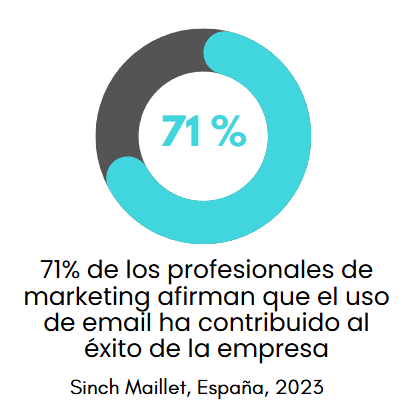 71 %
71% de los profesionales de
marketing afirman que el uso
de email ha contribuido al
éxito de la empresa
Sinch Maillet, España, 2023